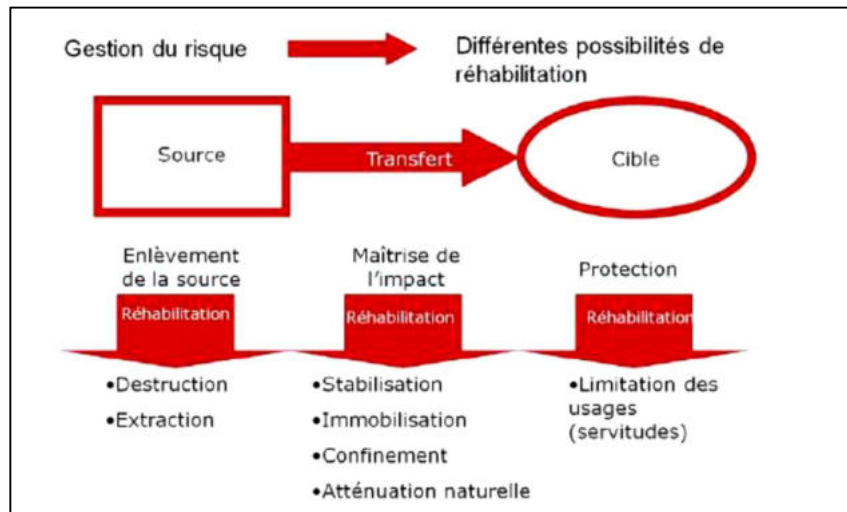 Gestion du risque
Différentes possibilités de
réhabilitation
Source
Transfert
Cible
Enlèvement
de la source
Réhabilitation
•Destruction
•Extraction
Maîtrise de
l'impact
Réhabilitation
•Stabilisation
•Immobilisation
•Confinement
•Atténuation naturelle
Protection
Réhabilitation
•Limitation des
usages
(servitudes)